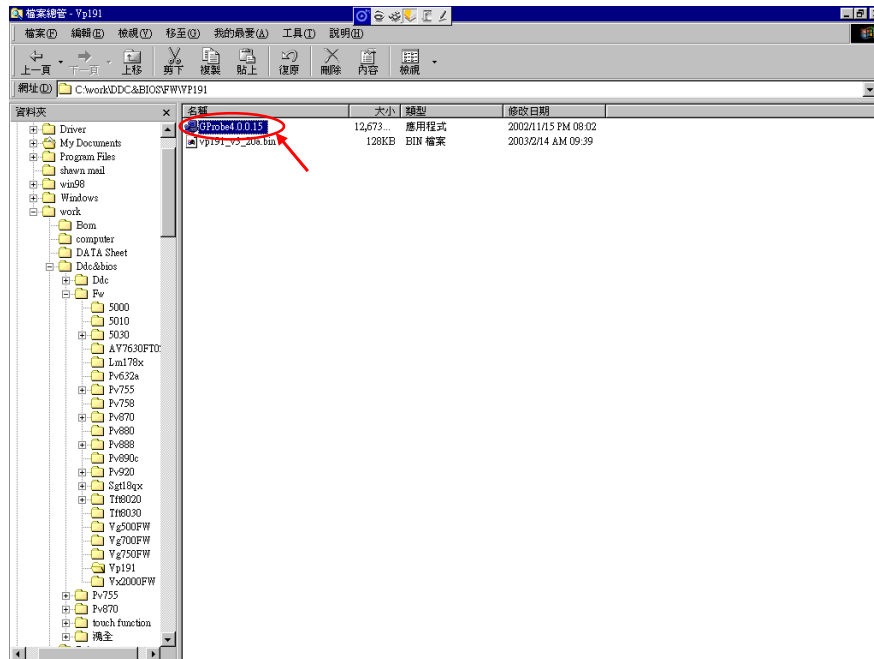 檔案總管 - Vp191
檔案(F) 編輯(E) 檢視(V) 移至(G) 我的最愛(A) 工具(T) 說明(H)
上一頁 下一頁 上移 剪下 複製 貼上 復原 刪除 內容 檢視
網址(D) C:\work\DDC&BIOS\FW\VP191
資料夾
名稱 大小 類型 修改日期
GProbe4.0.0.15 12,673... 應用程式 2002/11/15 PM 08:02
vp191_v3_20a.bin 128KB BIN 檔案 2003/2/14 AM 09:39
Driver
My Documents
Program Files
shawn mail
win98
Windows
work
Bom
computer
DATA Sheet
Ddc&bios
Ddc
Fw
5000
5010
5030
AV7630FT0
Lm178x
Pv632a
Pv755
Pv758
Pv870
Pv880
Pv888
Pv890c
Pv920
Sgtl8qx
Tft8020
Tft8030
Vg500FW
Vg700FW
Vg750FW
Vp191
Vx2000FW
Pv755
Pv870
touch function
鴻全